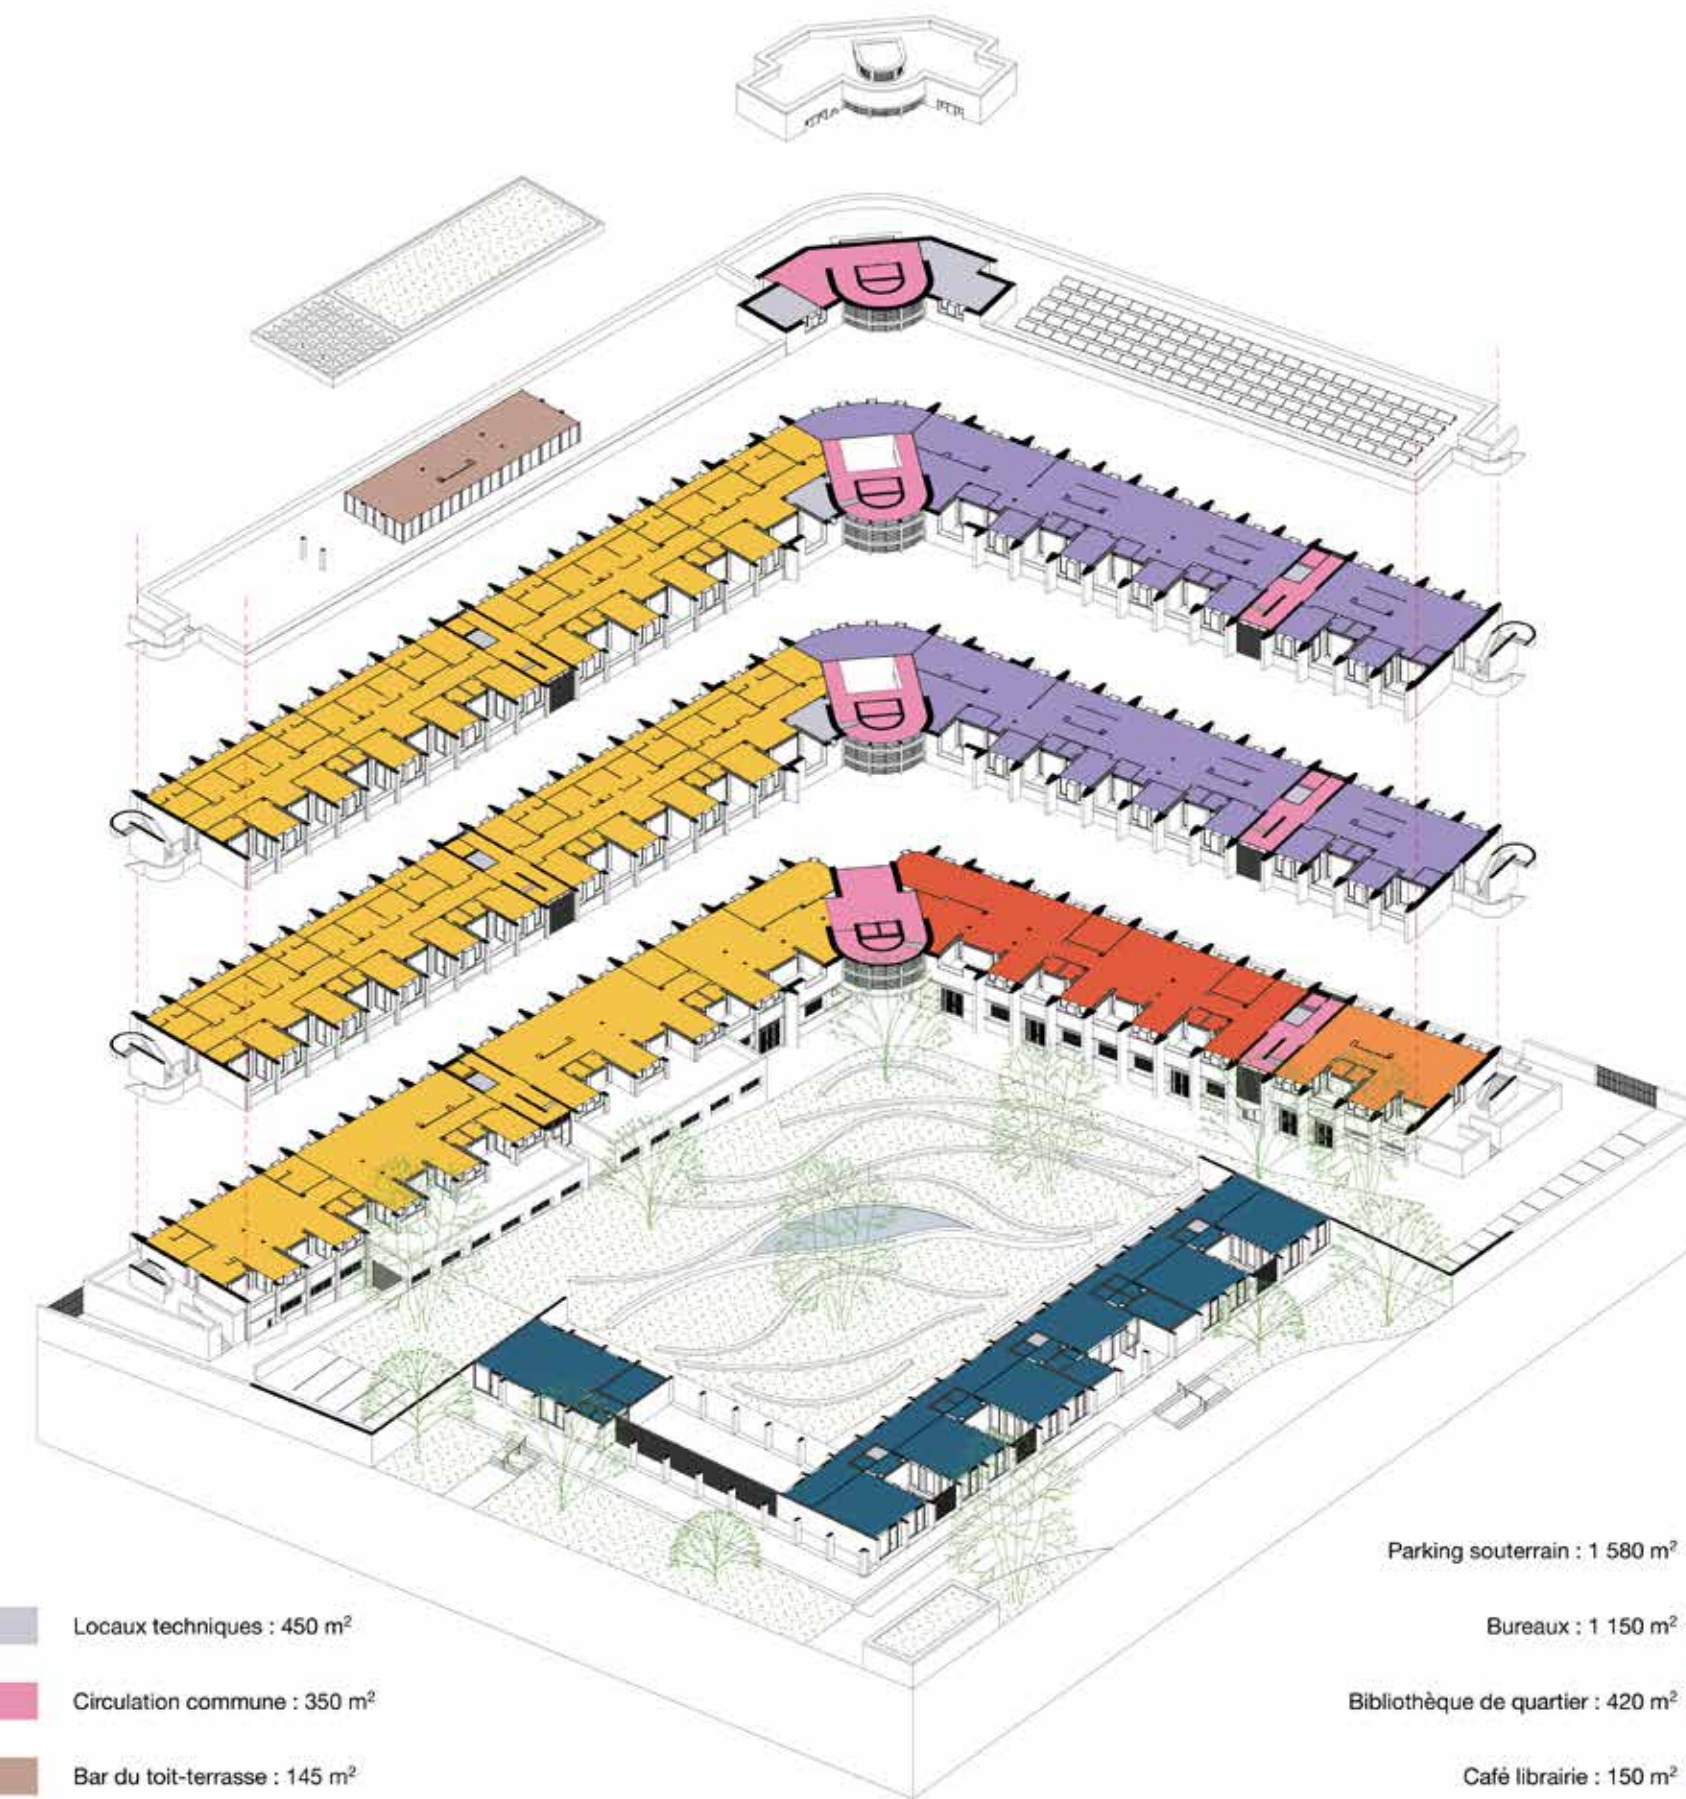 Parking souterrain : 1 580 m²
Locaux techniques : 450 m²
Bureaux : 1 150 m²
Circulation commune : 350 m²
Bibliothèque de quartier : 420 m²
Bar du toit-terrasse : 145 m²
Café librairie : 150 m²